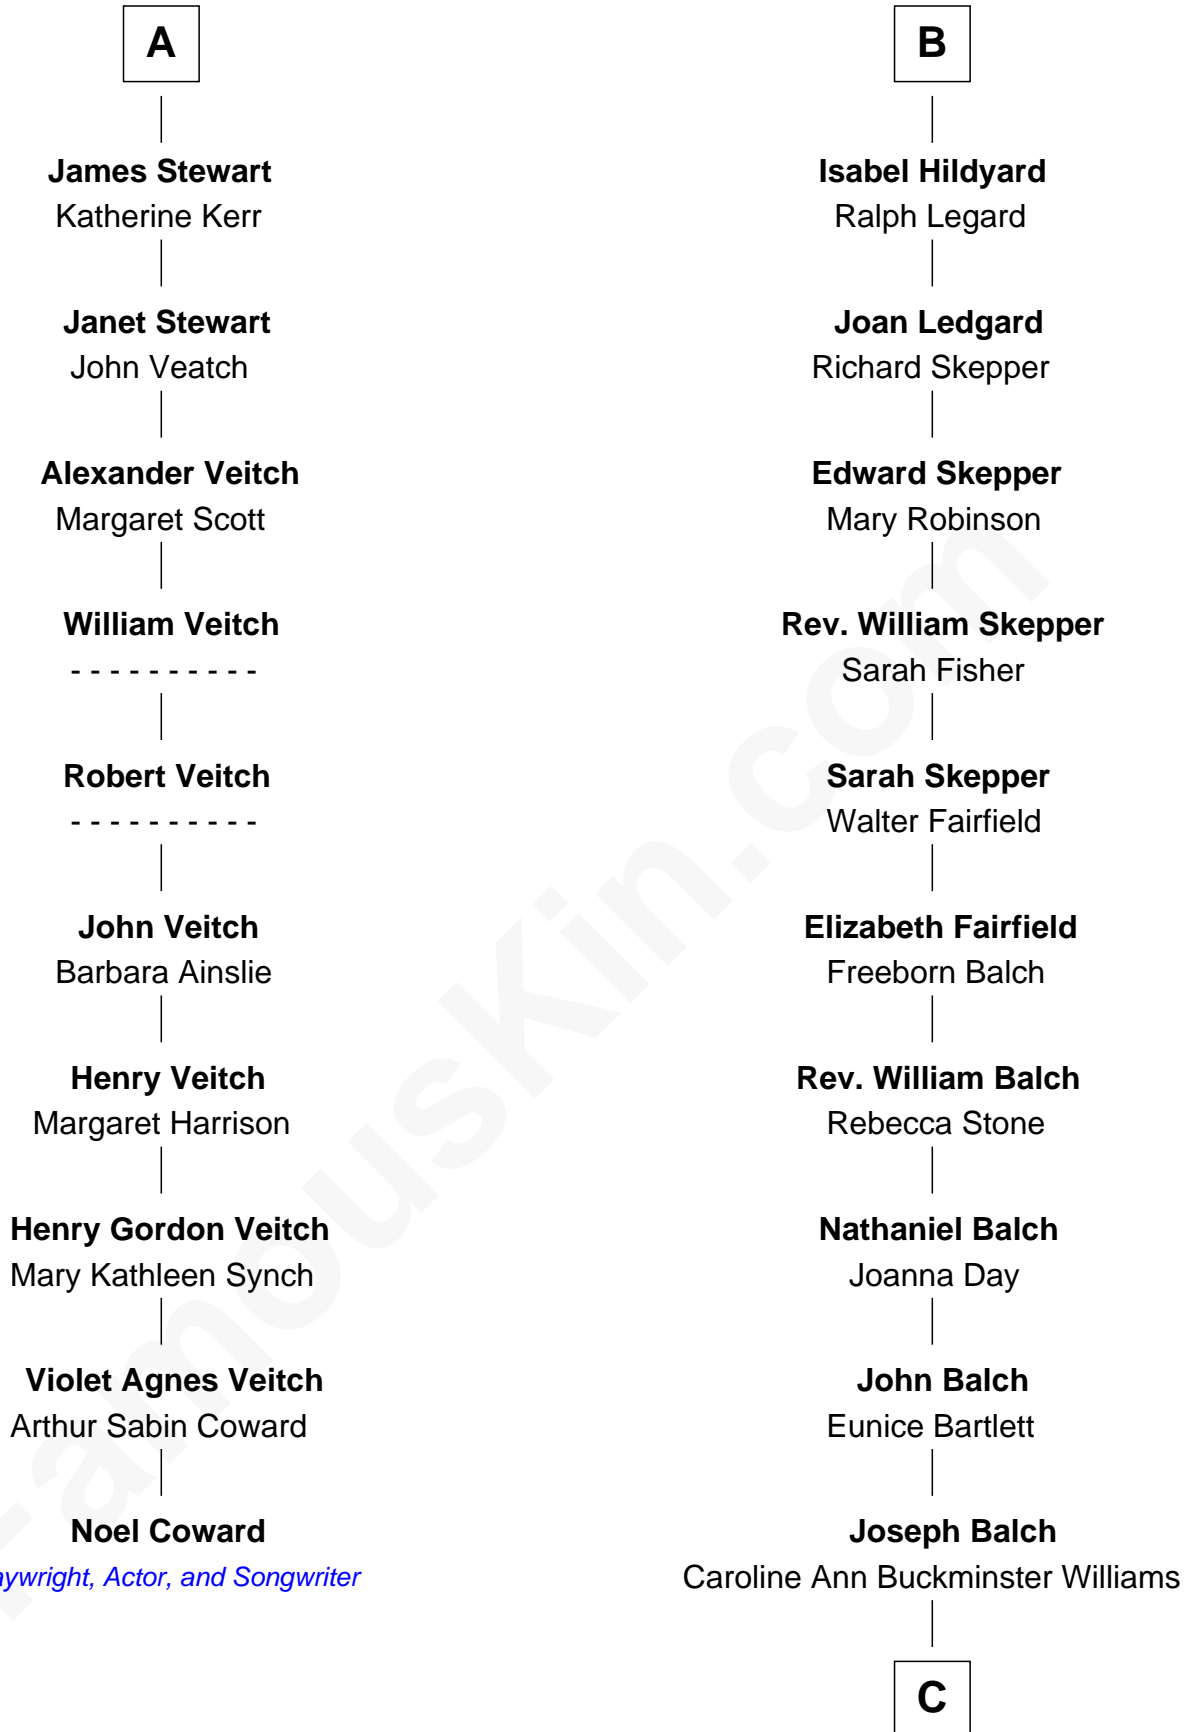 A
James Stewart
Katherine Kerr
Janet Stewart
John Veatch
Alexander Veitch
Margaret Scott
William Veitch
- - - - - - - - - -
Robert Veitch
- - - - - - - - - -
John Veitch
Barbara Ainslie
Henry Veitch
Margaret Harrison
Henry Gordon Veitch
Mary Kathleen Synch
Violet Agnes Veitch
Arthur Sabin Coward
Noel Coward
aywright, Actor, and Songwriter
B
Isabel Hildyard
Ralph Legard
Joan Ledgard
Richard Skepper
Edward Skepper
Mary Robinson
Rev. William Skepper
Sarah Fisher
Sarah Skepper
Walter Fairfield
Elizabeth Fairfield
Freeborn Balch
Rev. William Balch
Rebecca Stone
Nathaniel Balch
Joanna Day
John Balch
Eunice Bartlett
Joseph Balch
Caroline Ann Buckminster Williams
C
FamousKin.com